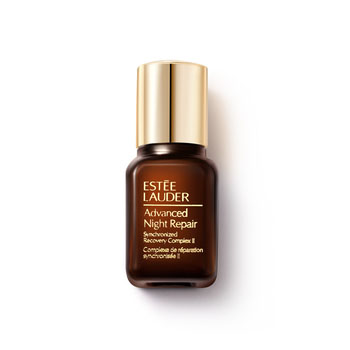 ESTĒE
LAUDER
Advanced
Night Repair
Synchronized
Recovery Complex II
Complexe de réparation
synchronisée II